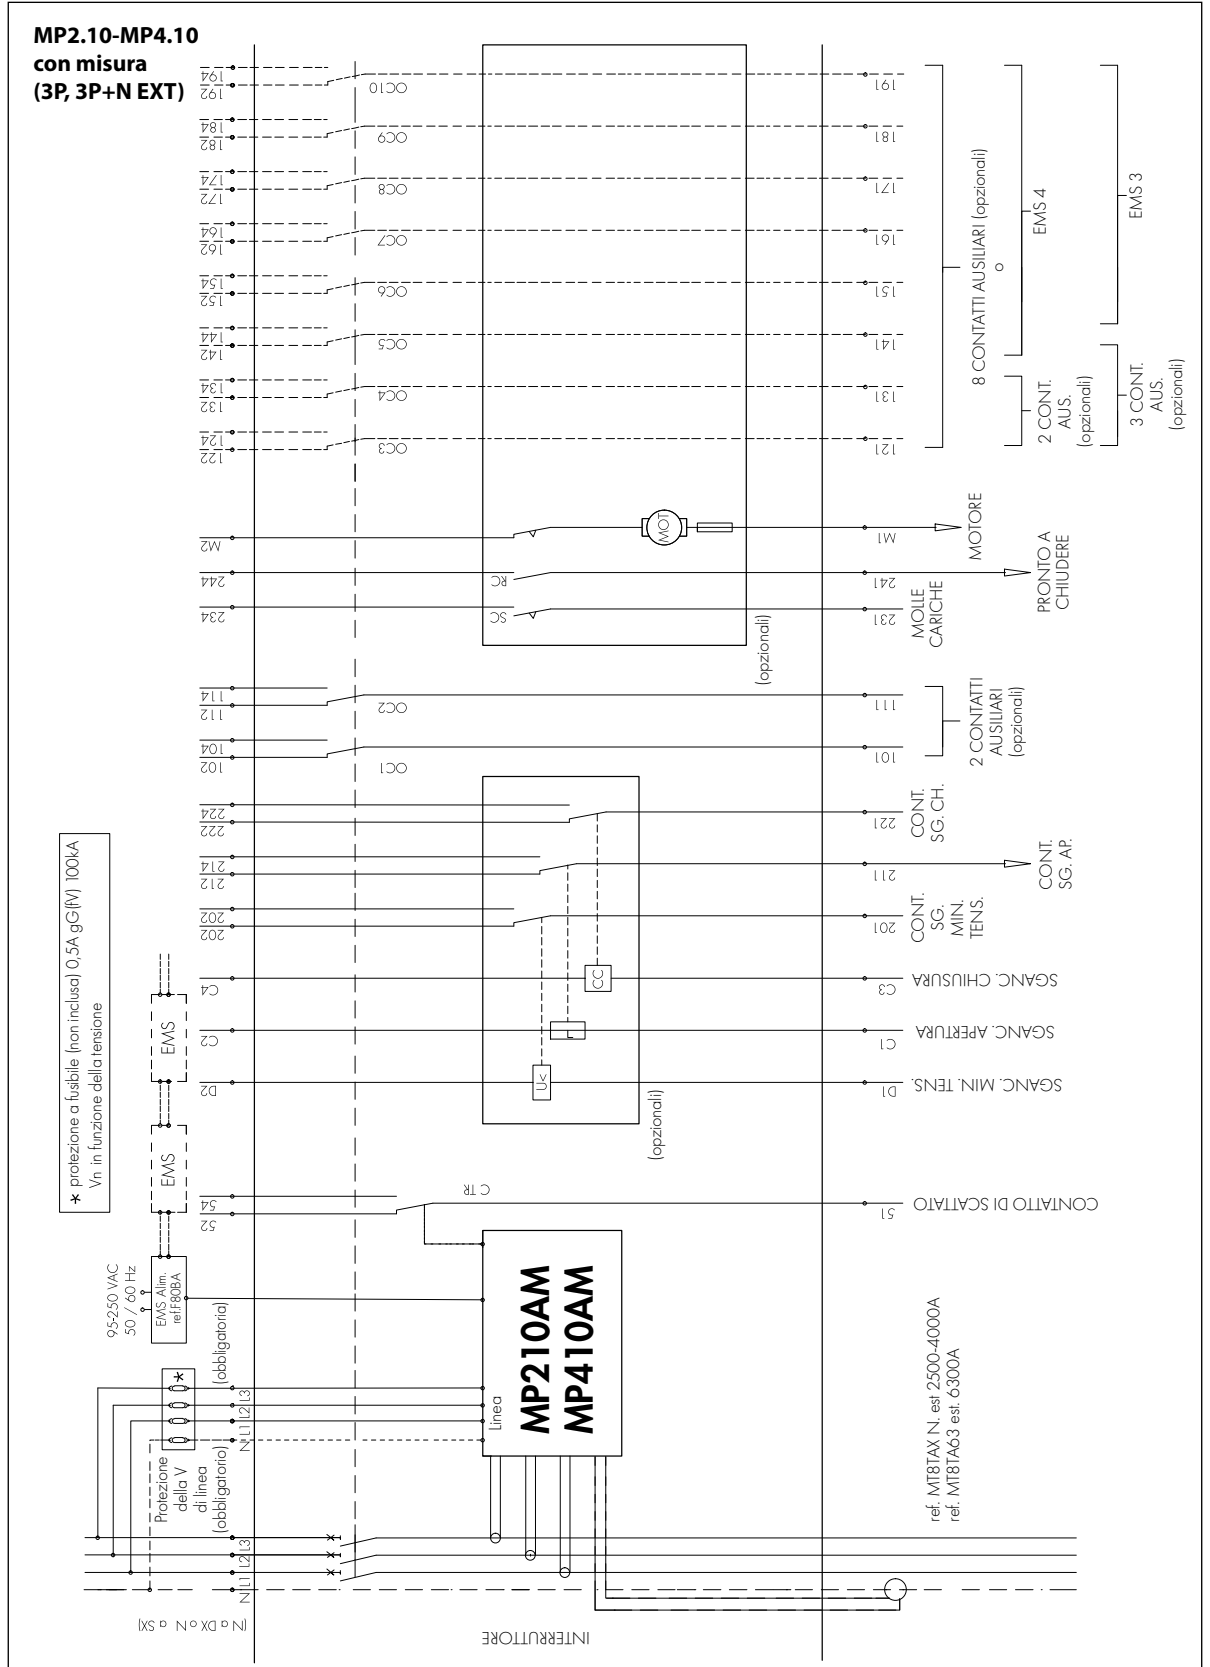 MP2.10-MP4.10
con misura
(3P, 3P+N EXT)
194
192
OC10
191
184
182
OC9
181
174
172
OC8
171
164
162
OC7
161
154
152
OC6
151
144
142
OC5
141
134
132
OC4
131
124
122
OC3
121
8 CONTATTI AUSILIARI (opzionali)
o
EMS 4
EMS 3
2 CONT.
AUS.
(opzionali)
3 CONT.
AUS.
(opzionali)
M2
MOT
M1
MOTORE
244
RC
241
PRONTO A
CHIUDERE
234
SC
231
MOLLE
CARICHE
(opzionali)
114
112
OC2
111
104
102
OC1
101
2 CONTATTI
AUSILIARI
(opzionali)
224
222
221
CONT.
SG. CH.
214
212
211
CONT.
SG. AP.
202
202
201
CONT.
SG.
MIN.
TENS.
C4
CC
C3
SGANC. CHIUSURA
C2
L
C1
SGANC. APERTURA
D2
U<
D1
SGANC. MIN. TENS.
(opzionali)
* protezione a fusibile (non inclusa) 0,5A gG(fV) 100kA
Vn in funzione della tensione
EMS
EMS
54
52
CTR
51
CONTATTO DI SCATTATO
95-250 VAC
50 / 60 Hz
EMS Alim.
ref.F80BA
(obbligatoria)
*
N L1 L2 L3
Linea
MP210AM
MP410AM
Protezione
della V
di linea
(obbligatorio)
ref. MT8TAX N. est 2500-4000A
ref. MT8TA63 est. 6300A
N L1 L2 L3
(N a DX o N a SX)
INTERRUTTORE